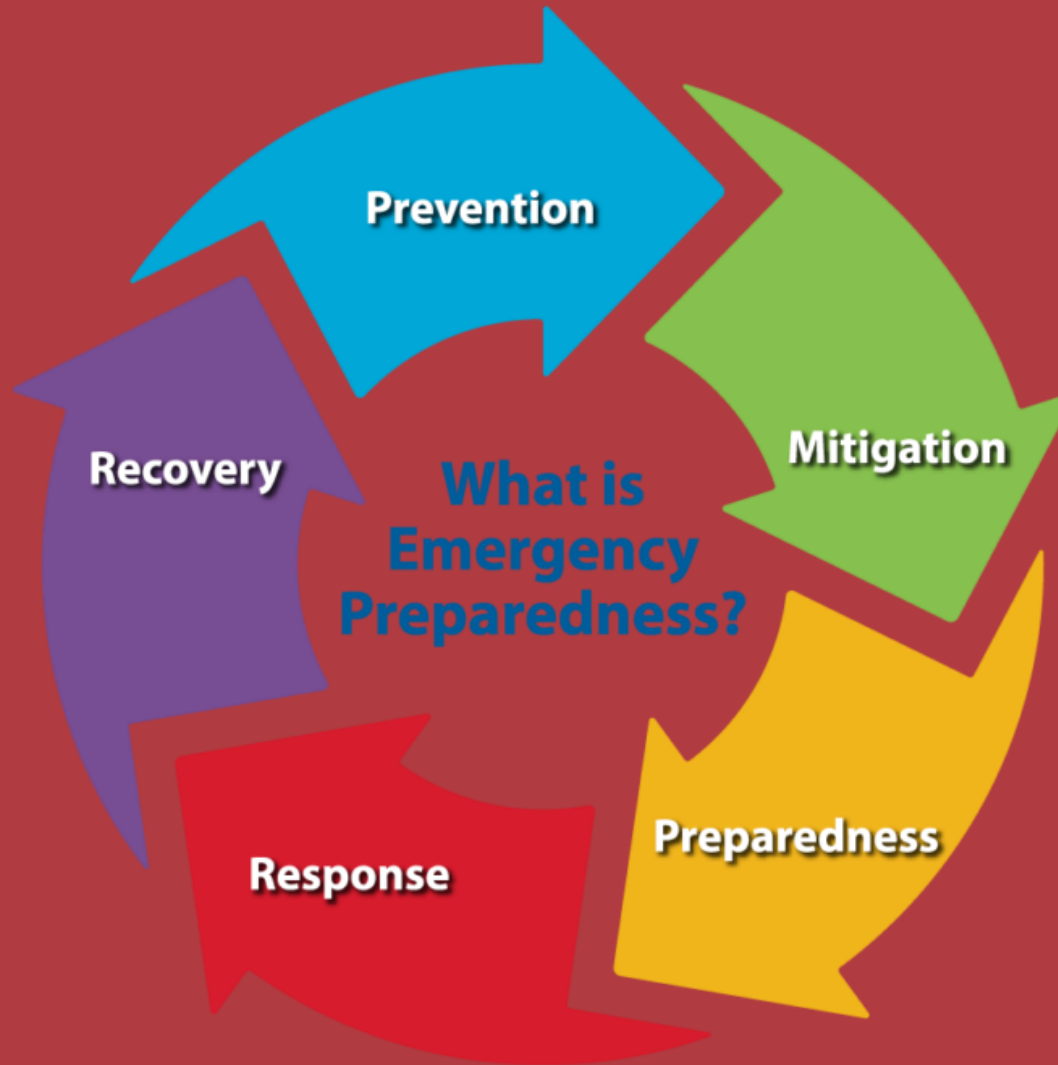 Prevention
Mitigation
Recovery
What is
Emergency
Preparedness?
Preparedness
Response